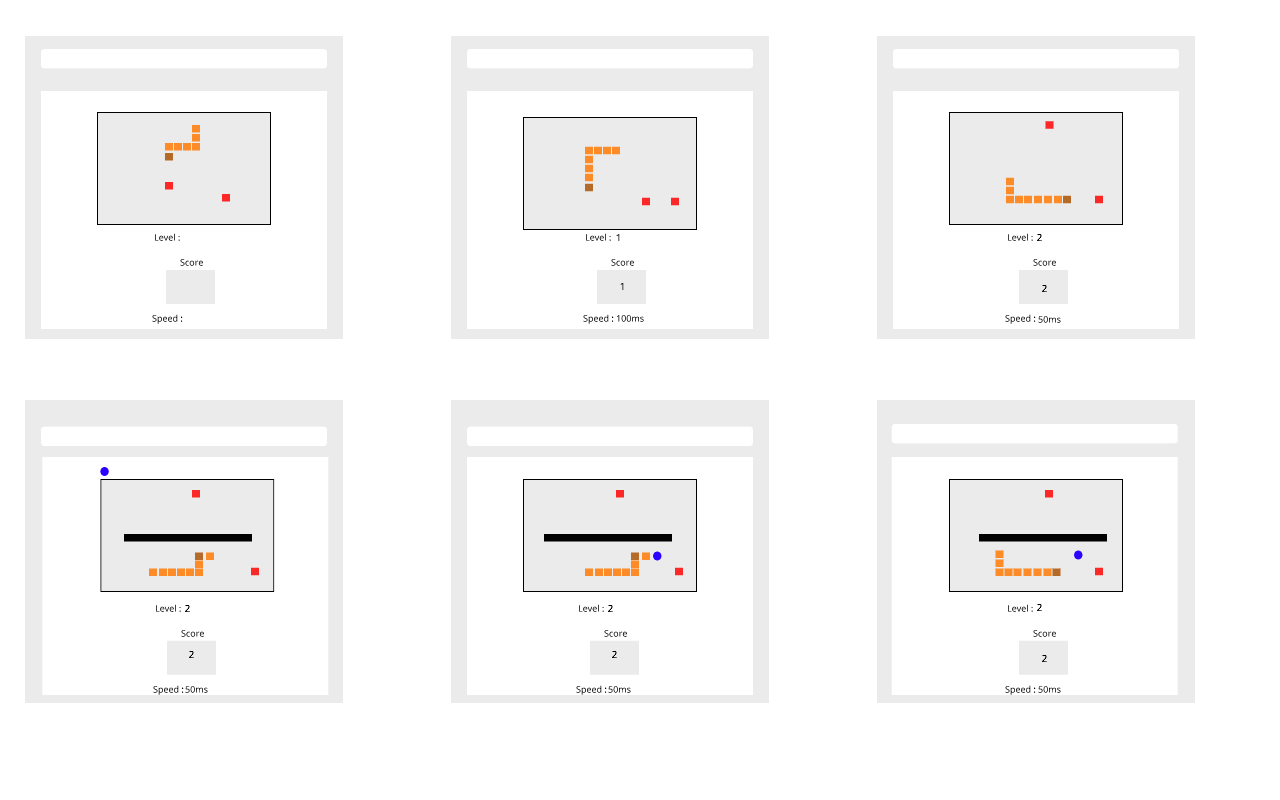 Level :
Score
Speed :
Level : 1
Score
1
Speed : 100ms
Level : 2
Score
2
Speed : 50ms
Level : 2
Score
2
Speed :50ms
Level : 2
Score
2
Speed :50ms
Level : 2
Score
2
Speed : 50ms